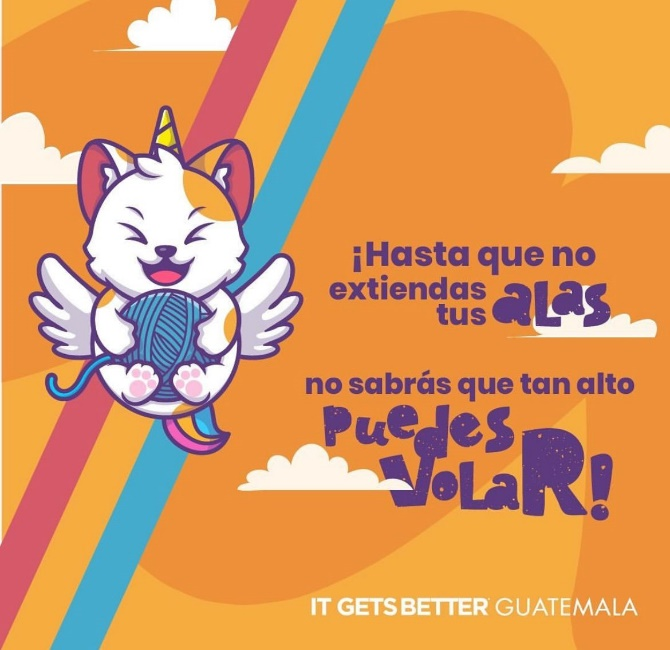 ¡Hasta que no
extiendas
tus alas
no sabrás que tan alto
puedes
VoLaR!
IT GETS BETTER GUATEMALA